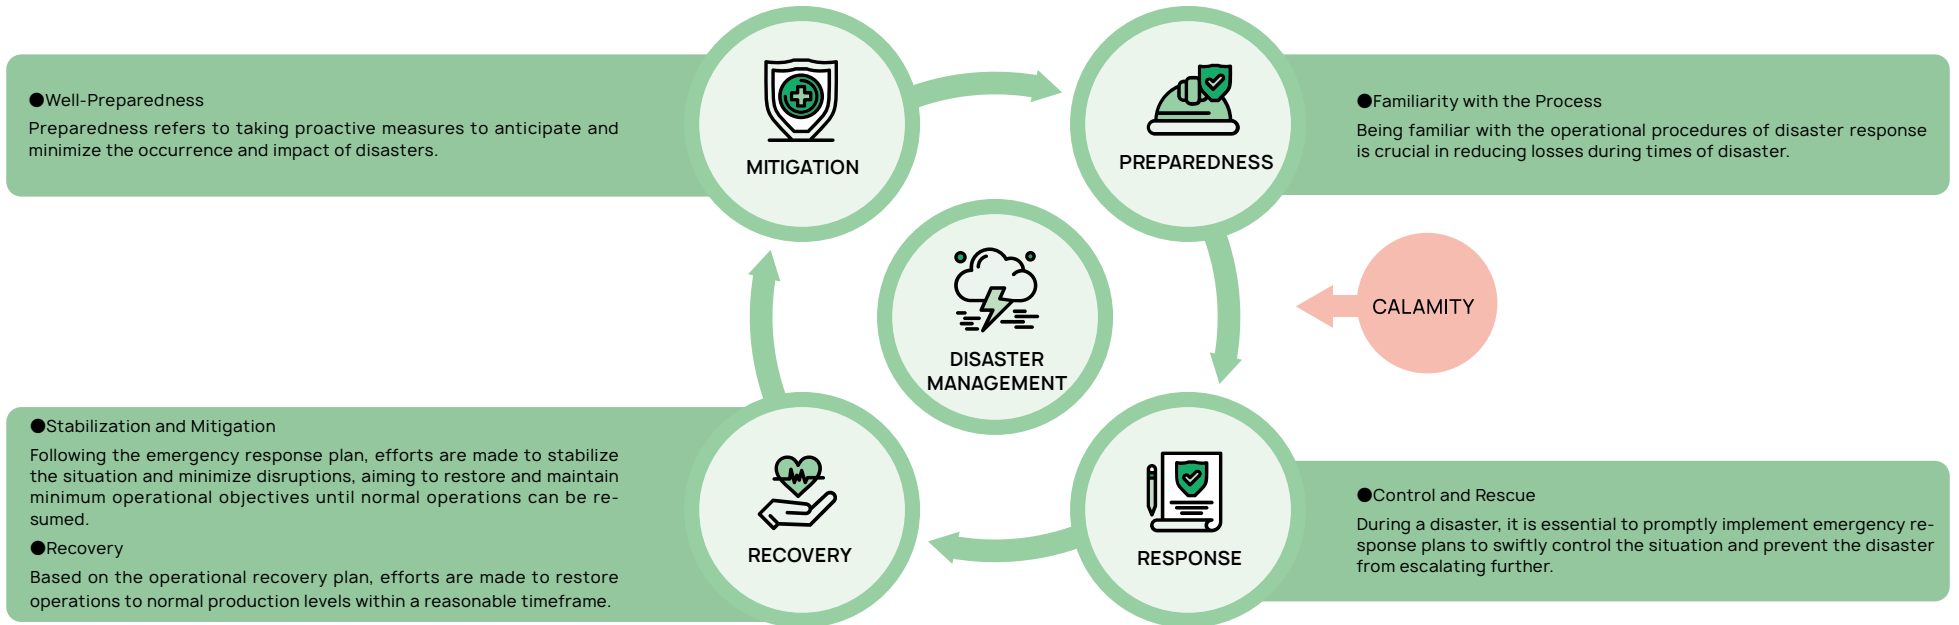 ●Well-Preparedness
Preparedness refers to taking proactive measures to anticipate and
minimize the occurrence and impact of disasters.
MITIGATION
PREPAREDNESS
●Familiarity with the Process
Being familiar with the operational procedures of disaster response
is crucial in reducing losses during times of disaster.
DISASTER
MANAGEMENT
CALAMITY
●Stabilization and Mitigation
Following the emergency response plan, efforts are made to stabilize
the situation and minimize disruptions, aiming to restore and maintain
minimum operational objectives until normal operations can be re-
sumed.
●Recovery
Based on the operational recovery plan, efforts are made to restore
operations to normal production levels within a reasonable timeframe.
RECOVERY
RESPONSE
●Control and Rescue
During a disaster, it is essential to promptly implement emergency re-
sponse plans to swiftly control the situation and prevent the disaster
from escalating further.